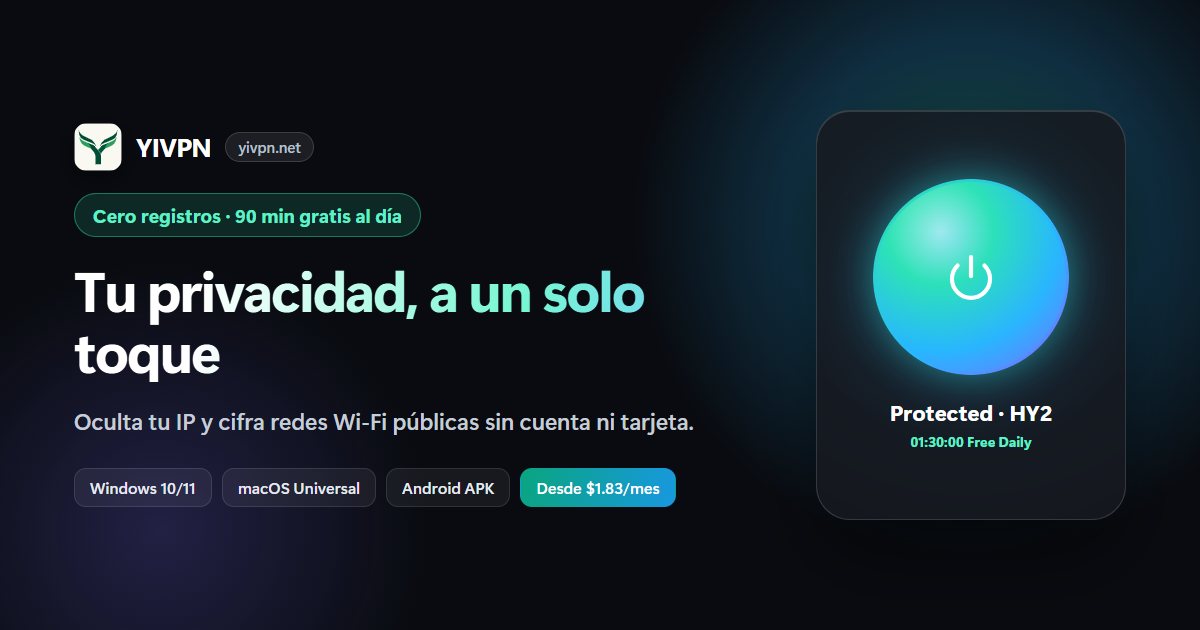 YIVPN
yivpn.net
Cero registros · 90 min gratis al día
Tu privacidad, a un solo
toque
Oculta tu IP y cifra redes Wi-Fi públicas sin cuenta ni tarjeta.
Windows 10/11
macOS Universal
Android APK
Desde $1.83/mes
Protected · HY2
01:30:00 Free Daily